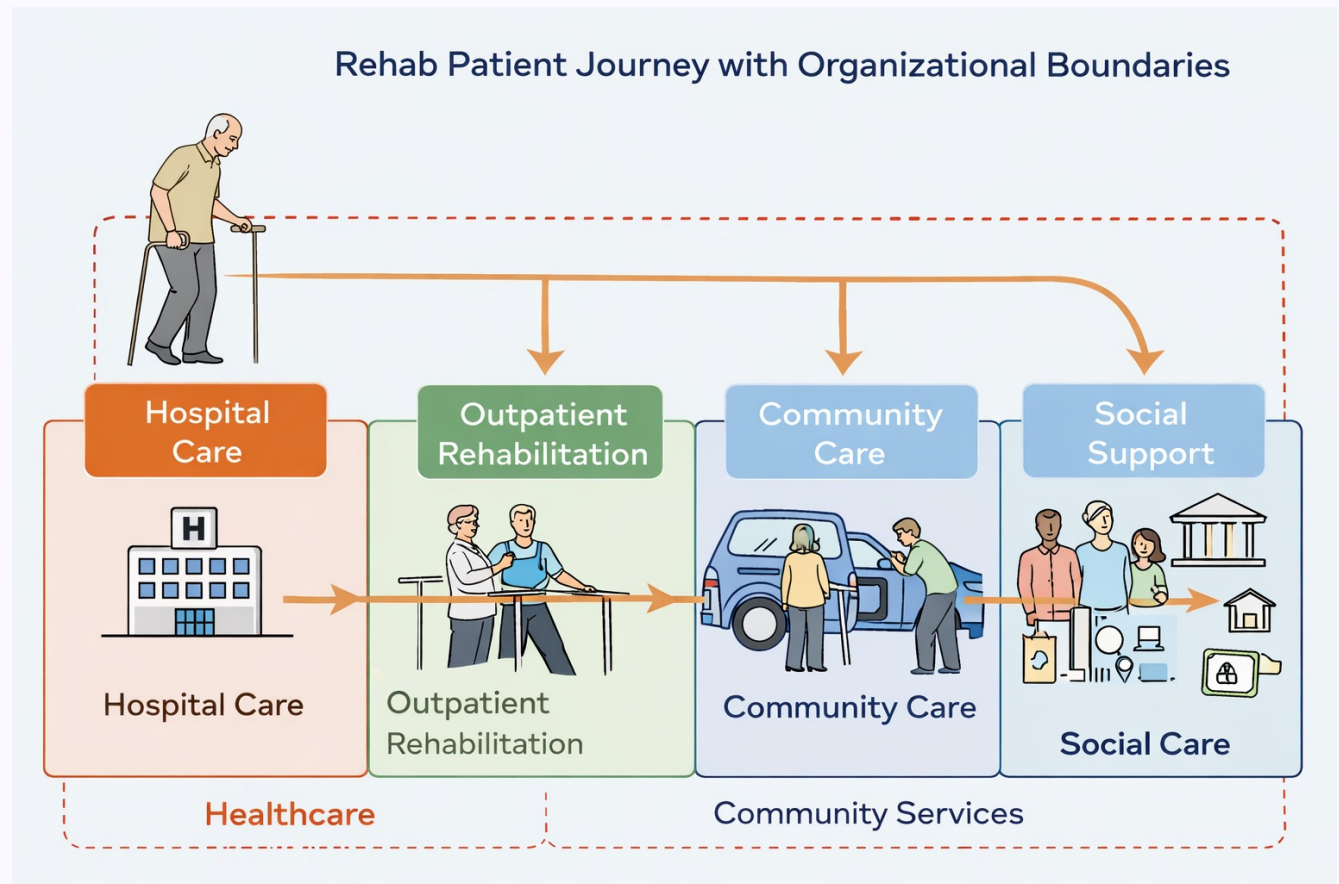 Rehab Patient Journey with Organizational Boundaries
Hospital
Care
Outpatient
Rehabilitation
Community
Care
Social
Support
H
Hospital Care
Outpatient
Rehabilitation
Community Care
Social Care
Healthcare
Community Services